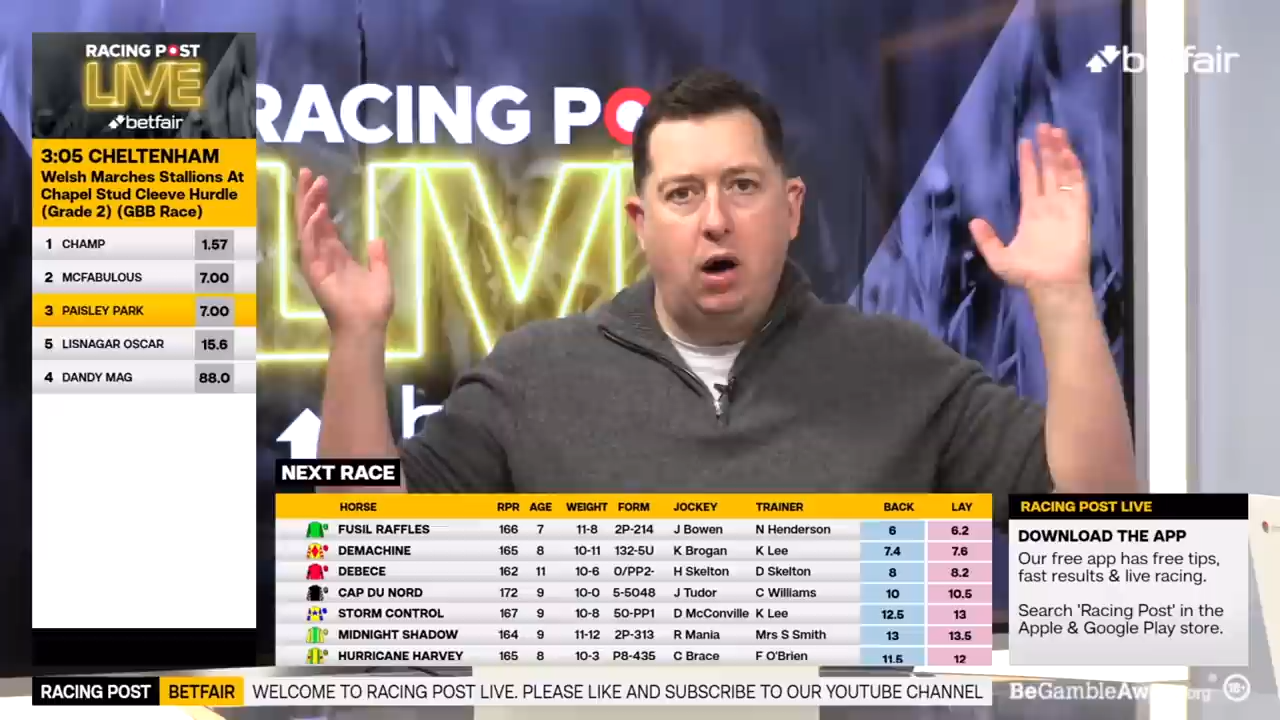 RACING POST
LIVE
betfair
3:05 CHELTENHAM
Welsh Marches Stallions At
Chapel Stud Cleeve Hurdle
(Grade 2) (GBB Race)
1 CHAMP 1.57
2 MCFABULOUS 7.00
3 PAISLEY PARK 7.00
5 LISNAGAR OSCAR 15.6
4 DANDY MAG 88.0
RACING PO
LIV
b
betfair
NEXT RACE
HORSE RPR AGE WEIGHT FORM JOCKEY TRAINER BACK LAY
FUSIL RAFFLES 166 7 11-8 2P-214 J Bowen N Henderson 6 6.2
DEMACHINE 165 8 10-11 132-5U K Brogan K Lee 7.4 7.6
DEBECE 162 11 10-6 0/PP2- H Skelton D Skelton 8 8.2
CAP DU NORD 172 9 10-0 5-5048 J Tudor C Williams 10 10.5
STORM CONTROL 167 9 10-8 50-PP1 D McConville K Lee 12.5 13
MIDNIGHT SHADOW 164 9 11-12 2P-313 R Mania Mrs S Smith 13 13.5
HURRICANE HARVEY 165 8 10-3 P8-435 C Brace F O'Brien 11.5 12
RACING POST LIVE
DOWNLOAD THE APP
Our free app has free tips,
fast results & live racing.
Search 'Racing Post' in the
Apple & Google Play store.
RACING POST BETFAIR WELCOME TO RACING POST LIVE. PLEASE LIKE AND SUBSCRIBE TO OUR YOUTUBE CHANNEL
BeGambleAware.org 18+